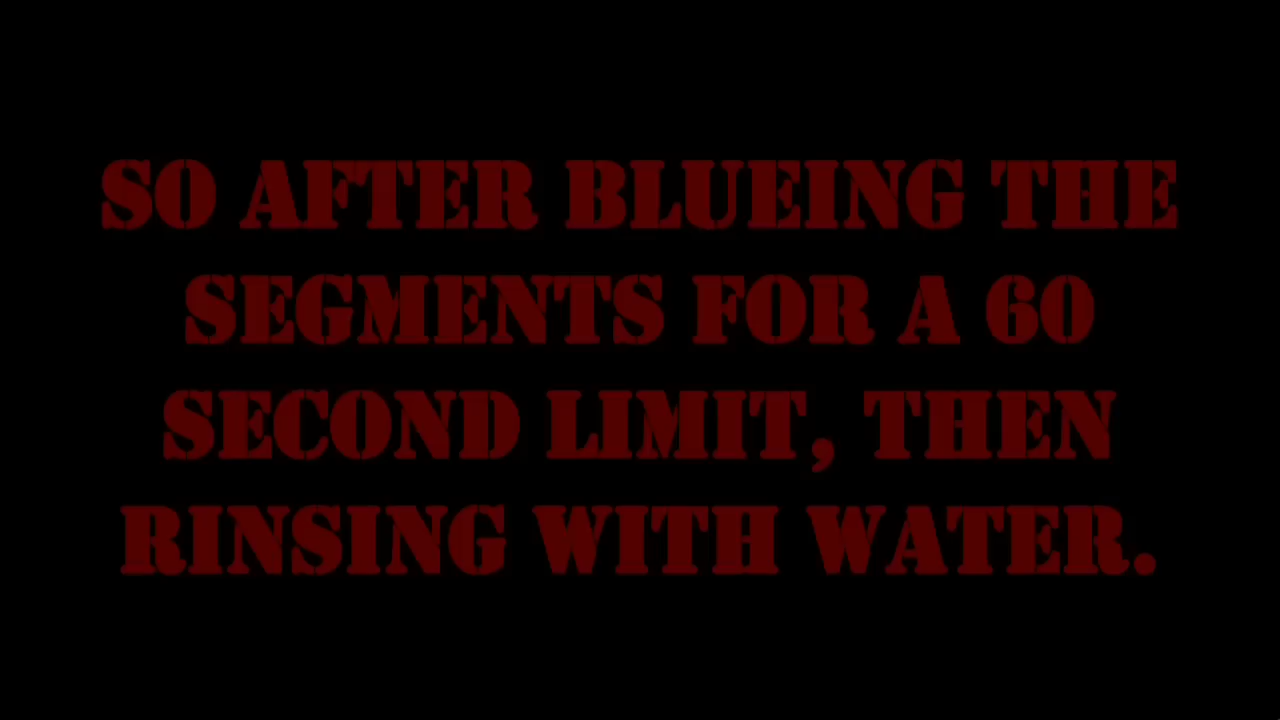 SO AFTER BLUEING THE
SEGMENTS FOR A 60
SECOND LIMIT, THEN
RINSING WITH WATER.